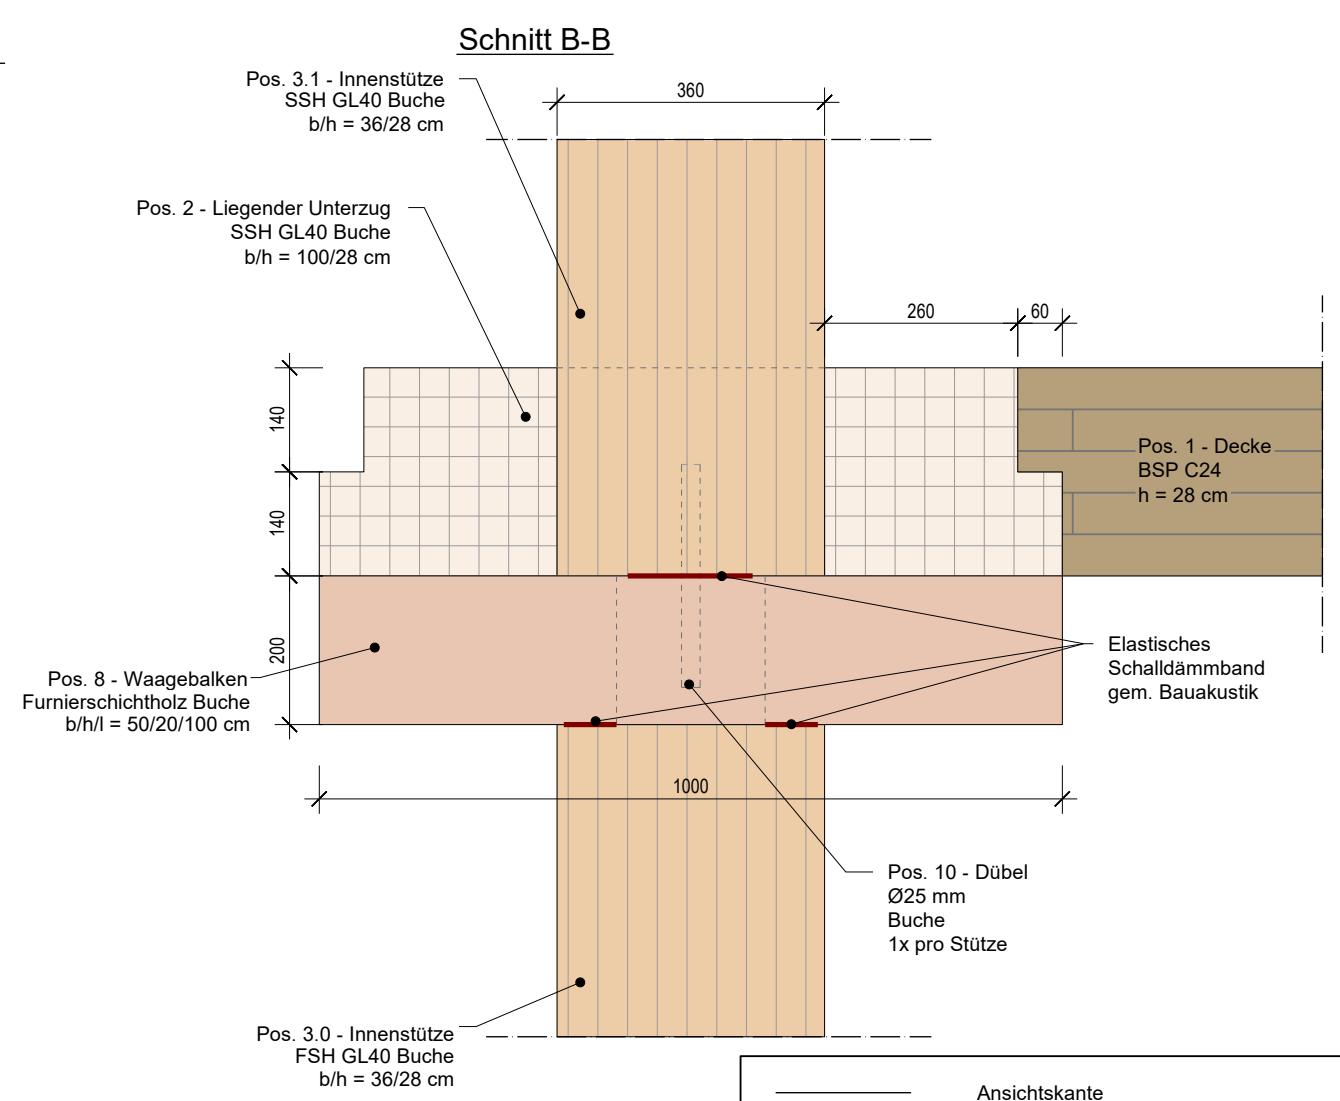 Schnitt B-B
Pos. 3.1 - Innenstütze
SSH GL40 Buche
b/h = 36/28 cm
360
Pos. 2 - Liegender Unterzug
SSH GL40 Buche
b/h = 100/28 cm
260
60
140
140
200
Pos. 1 - Decke
BSP C24
h = 28 cm
Elastisches
Schalldämmband
gem. Bauakustik
Pos. 8 - Waagebalken
Furnierschichtholz Buche
b/h/l = 50/20/100 cm
1000
Pos. 10 - Dübel
Ø25 mm
Buche
1x pro Stütze
Pos. 3.0 - Innenstütze
FSH GL40 Buche
b/h = 36/28 cm
Ansichtskante